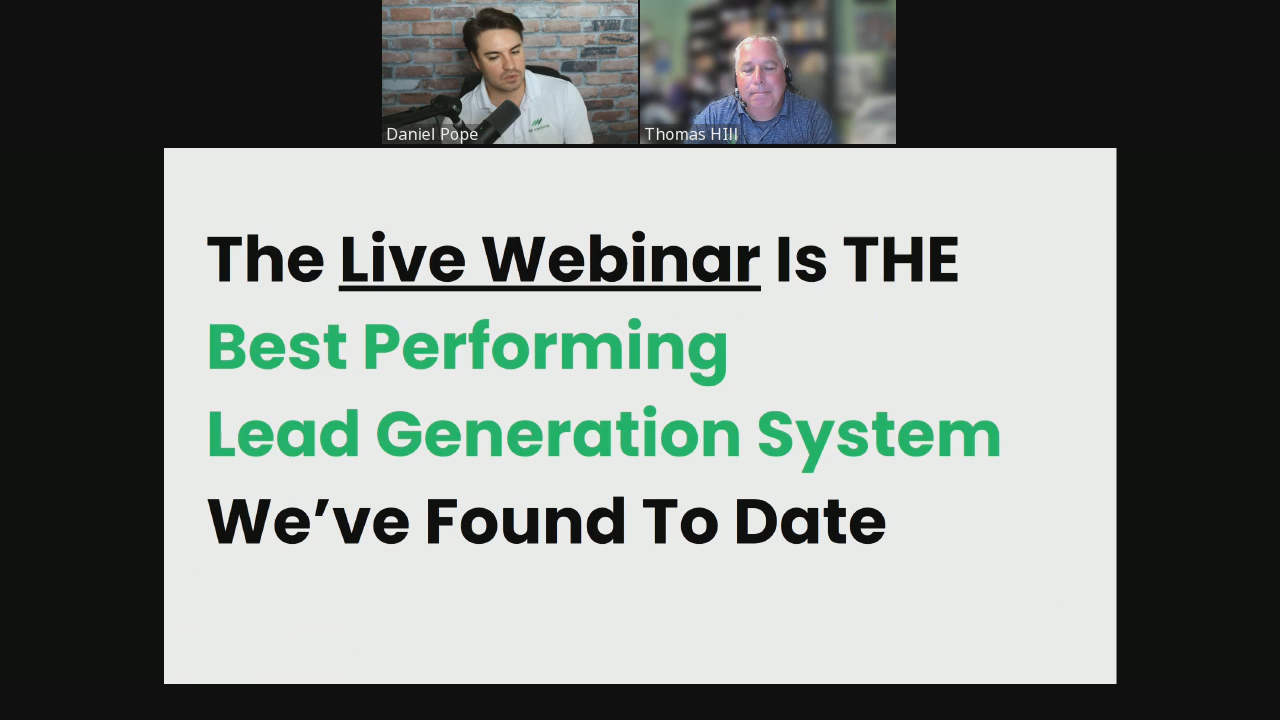 Daniel Pope
Thomas HIll
The Live Webinar Is THE
Best Performing
Lead Generation System
We’ve Found To Date